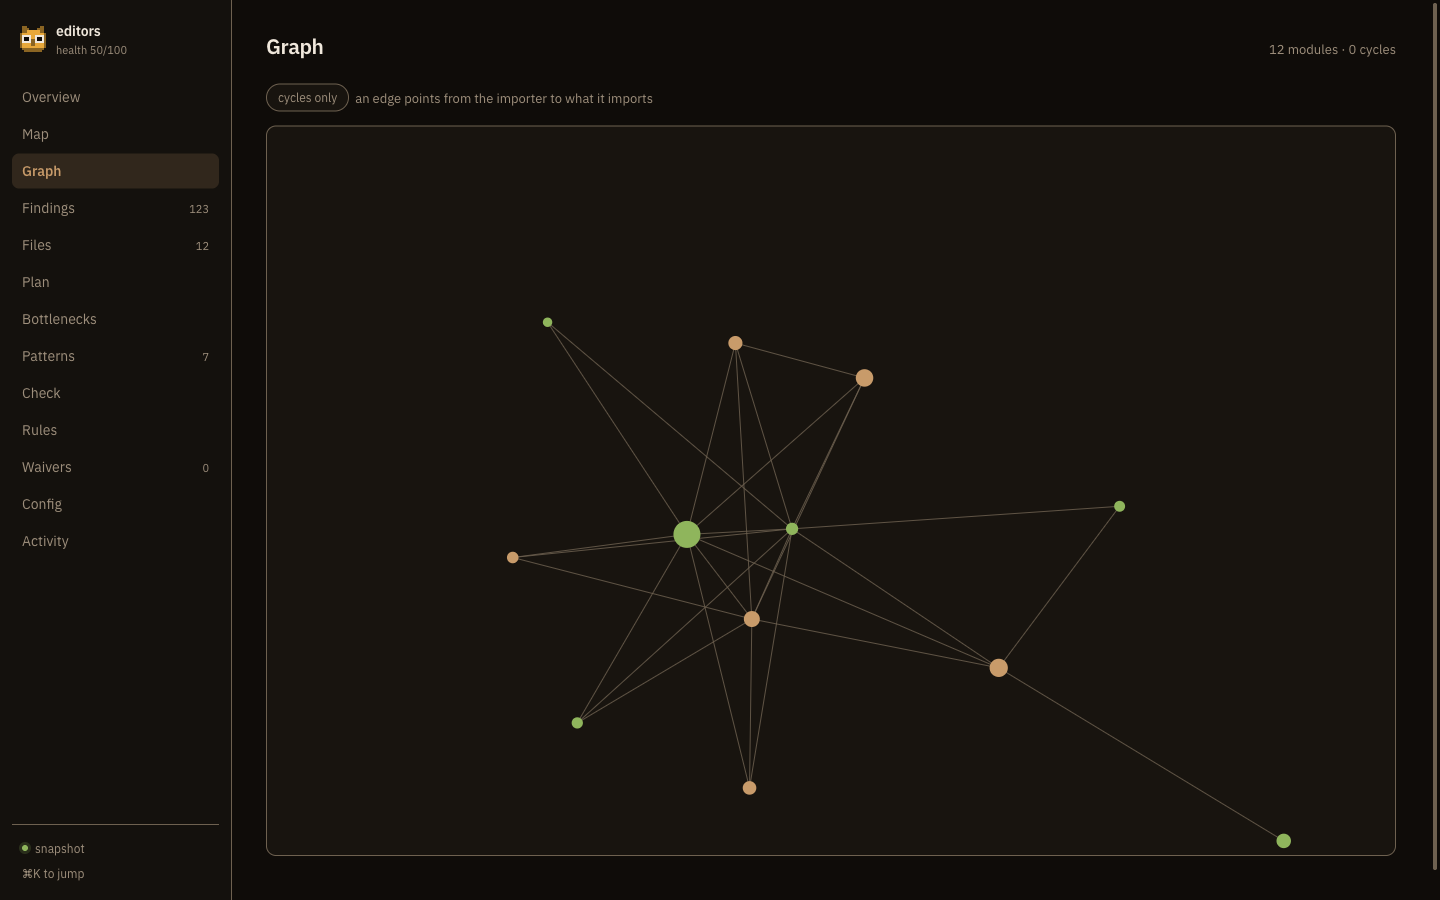 editors
health 50/100
Overview
Map
Graph
Findings 123
Files 12
Plan
Bottlenecks
Patterns 7
Check
Rules
Waivers 0
Config
Activity
snapshot
⌘K to jump
Graph
12 modules · 0 cycles
cycles only an edge points from the importer to what it imports